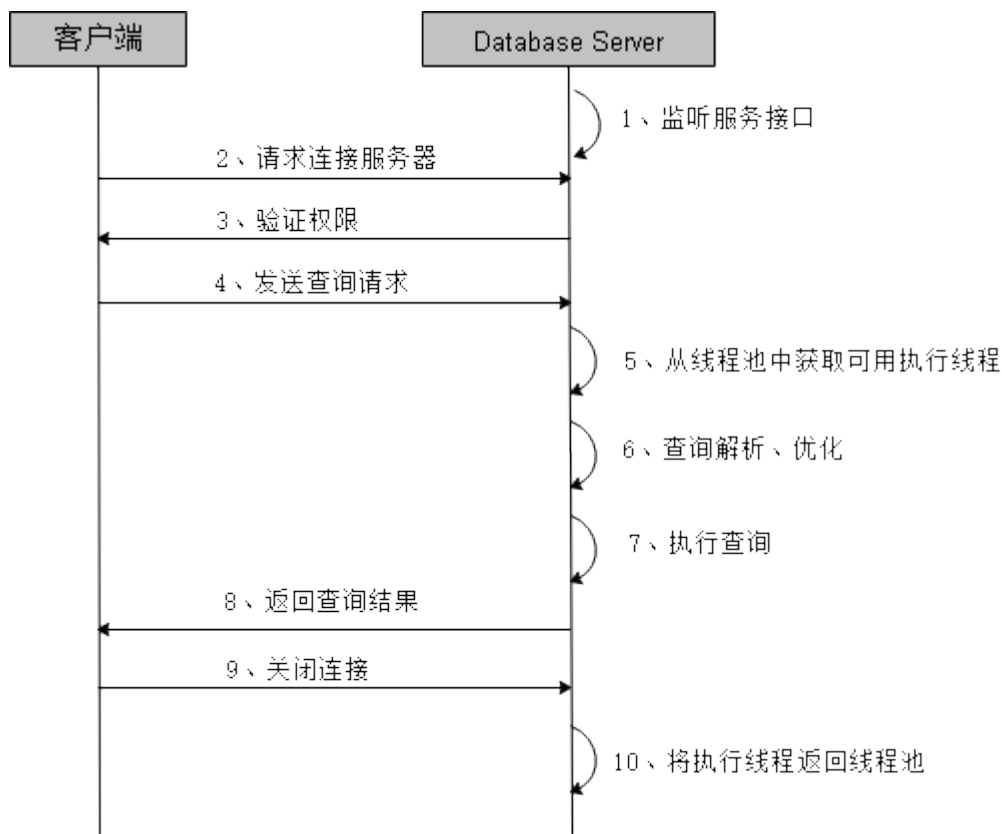 客户端
Database Server
1、监听服务接口
2、请求连接服务器
3、验证权限
4、发送查询请求
5、从线程池中获取可用执行线程
6、查询解析、优化
7、执行查询
8、返回查询结果
9、关闭连接
10、将执行线程返回线程池